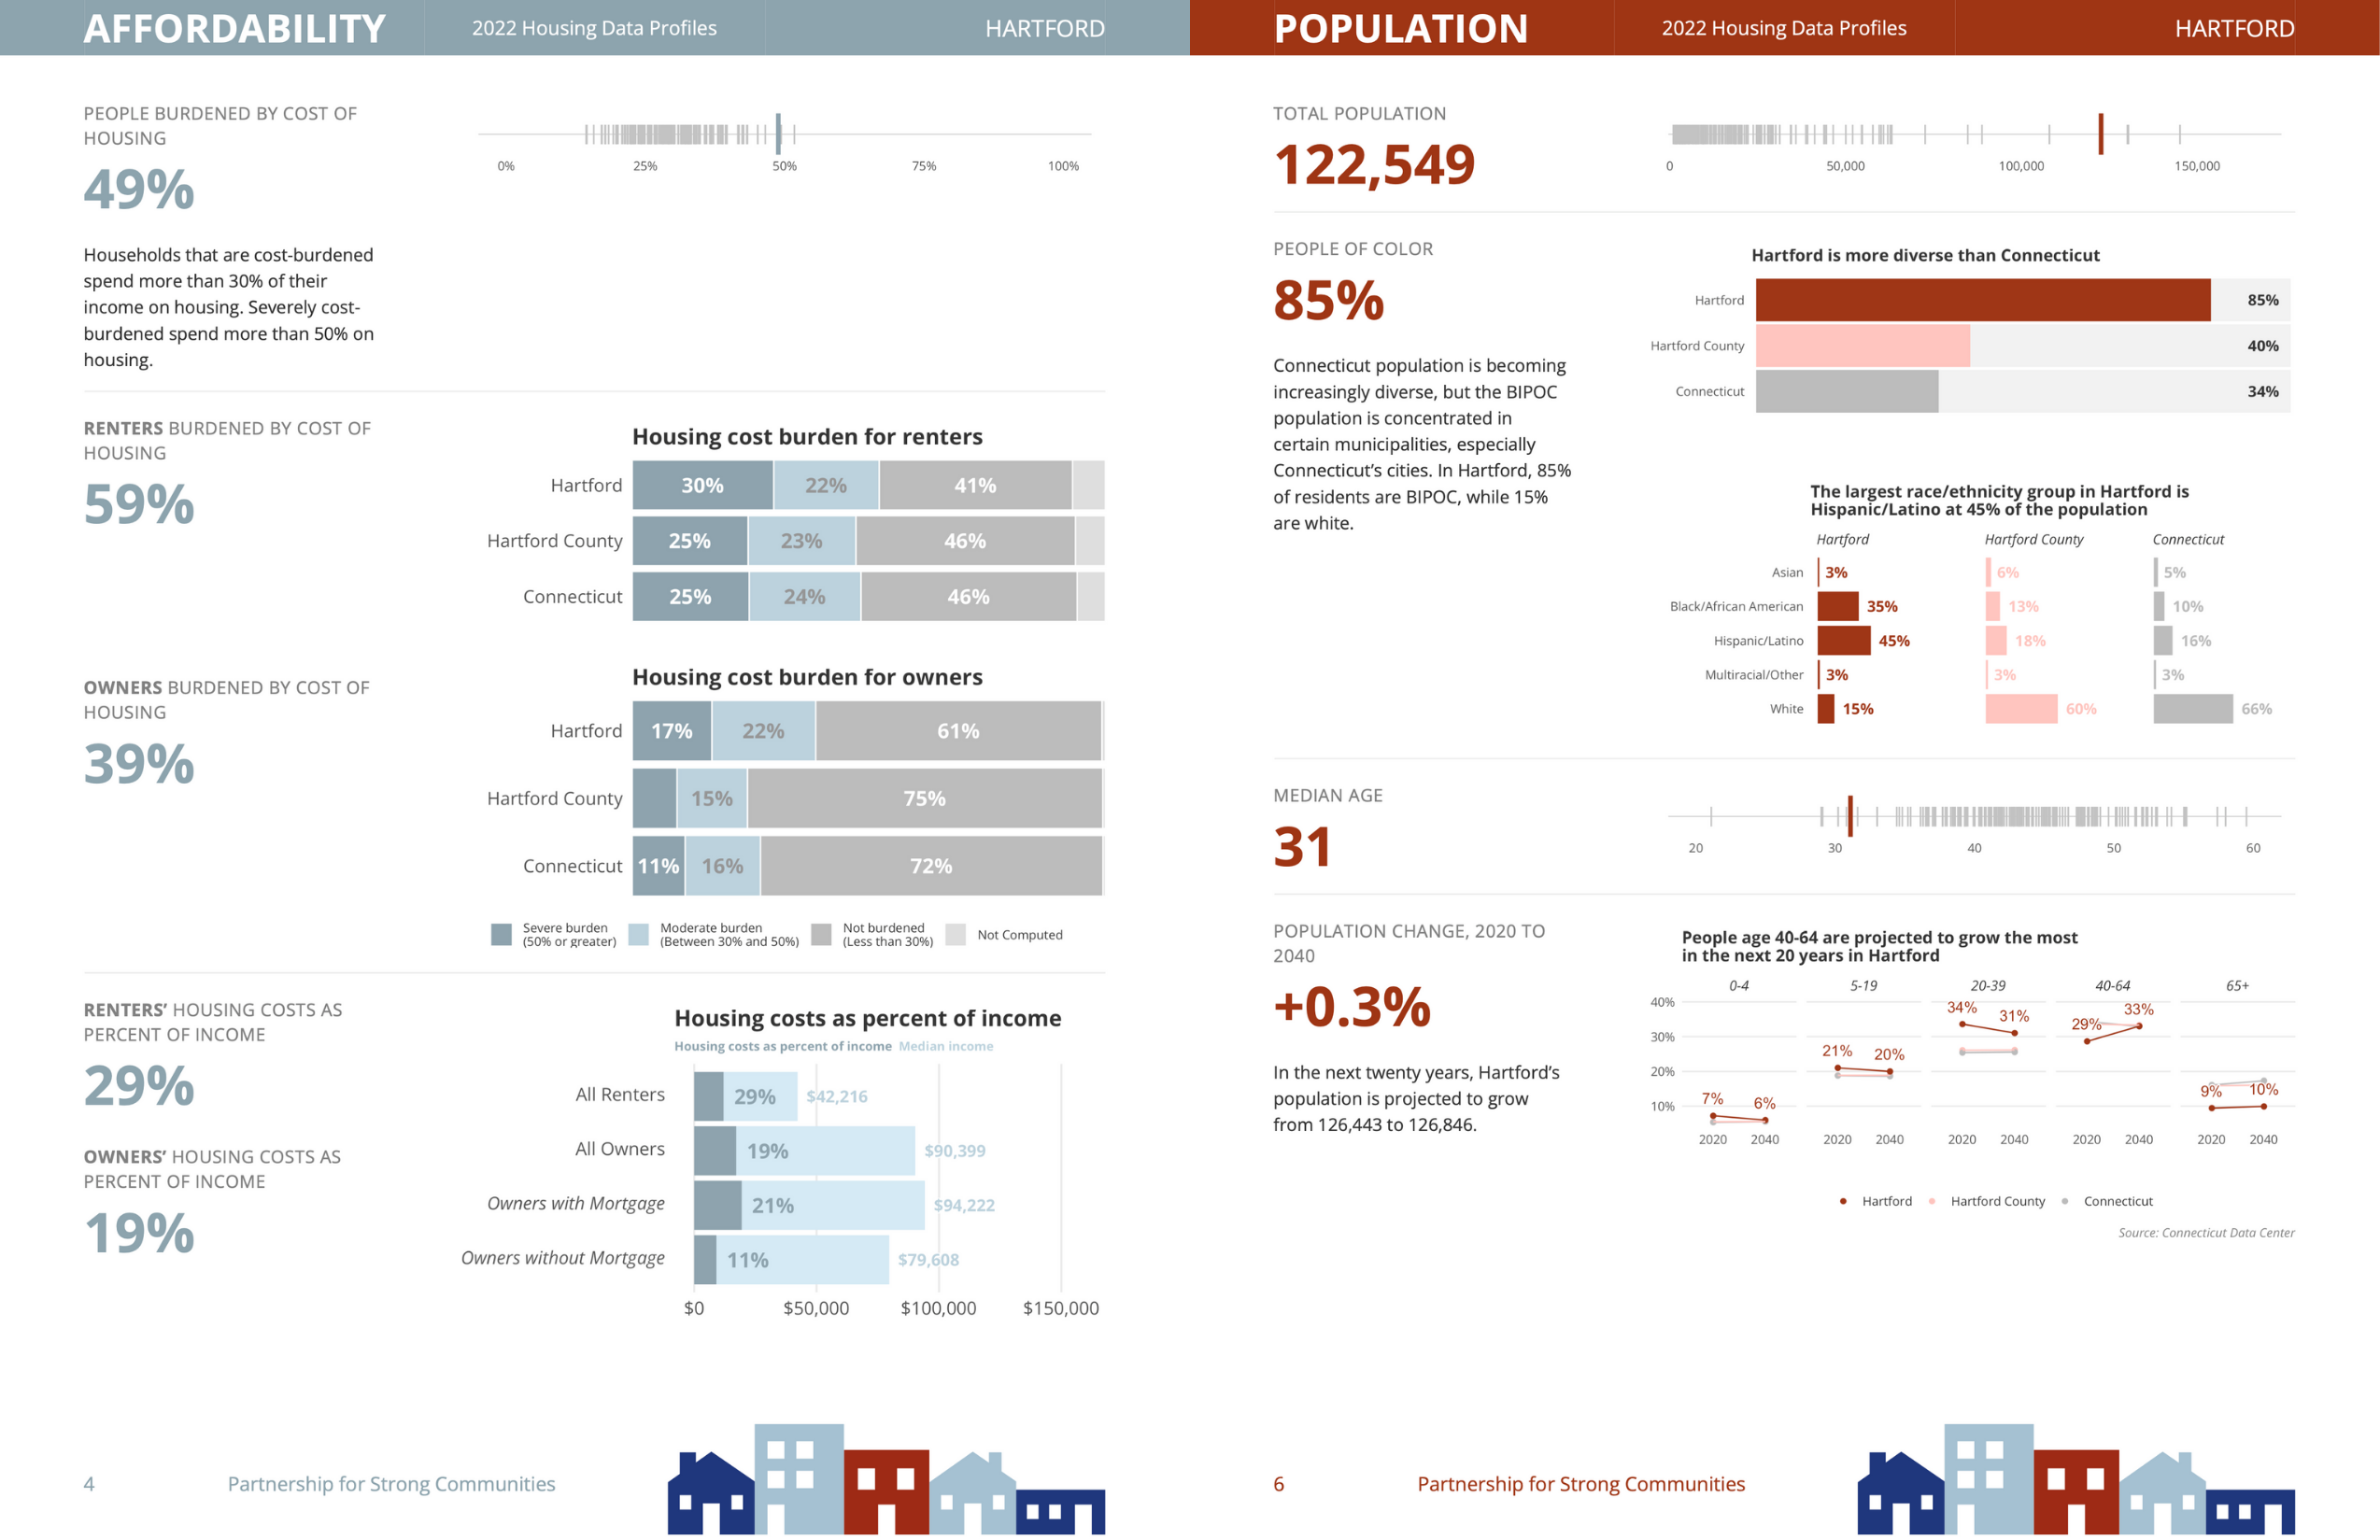 AFFORDABILITY
2022 Housing Data Profiles
HARTFORD
PEOPLE BURDENED BY COST OF
HOUSING
49%
0% 25% 50% 75% 100%
Households that are cost-burdened
spend more than 30% of their
income on housing. Severely cost-
burdened spend more than 50% on
housing.
RENTERS BURDENED BY COST OF
HOUSING
59%
Housing cost burden for renters
Hartford 30% 22% 41%
Hartford County 25% 23% 46%
Connecticut 25% 24% 46%
OWNERS BURDENED BY COST OF
HOUSING
39%
Housing cost burden for owners
Hartford 17% 22% 61%
Hartford County 15% 75%
Connecticut 11% 16% 72%
Severe burden
(50% or greater)
Moderate burden
(Between 30% and 50%)
Not burdened
(Less than 30%)
Not Computed
RENTERS’ HOUSING COSTS AS
PERCENT OF INCOME
29%
OWNERS’ HOUSING COSTS AS
PERCENT OF INCOME
19%
Housing costs as percent of income
Housing costs as percent of income Median income
All Renters 29% $42,216
All Owners 19% $90,399
Owners with Mortgage 21% $94,222
Owners without Mortgage 11% $79,608
$0 $50,000 $100,000 $150,000
4 Partnership for Strong Communities
POPULATION
2022 Housing Data Profiles
HARTFORD
TOTAL POPULATION
122,549
0 50,000 100,000 150,000
PEOPLE OF COLOR
85%
Connecticut population is becoming
increasingly diverse, but the BIPOC
population is concentrated in
certain municipalities, especially
Connecticut’s cities. In Hartford, 85%
of residents are BIPOC, while 15%
are white.
Hartford is more diverse than Connecticut
Hartford 85%
Hartford County 40%
Connecticut 34%
The largest race/ethnicity group in Hartford is
Hispanic/Latino at 45% of the population
Hartford Hartford County Connecticut
Asian 3% 6% 5%
Black/African American 35% 13% 10%
Hispanic/Latino 45% 18% 16%
Multiracial/Other 3% 3% 3%
White 15% 60% 66%
MEDIAN AGE
31
20 30 40 50 60
POPULATION CHANGE, 2020 TO
2040
+0.3%
In the next twenty years, Hartford’s
population is projected to grow
from 126,443 to 126,846.
People age 40-64 are projected to grow the most
in the next 20 years in Hartford
0-4 5-19 20-39 40-64 65+
40%
30%
20%
10%
7% 6%
21% 20%
34% 31%
29% 33%
9% 10%
2020 2040 2020 2040 2020 2040 2020 2040 2020 2040
Hartford Hartford County Connecticut
Source: Connecticut Data Center
6 Partnership for Strong Communities